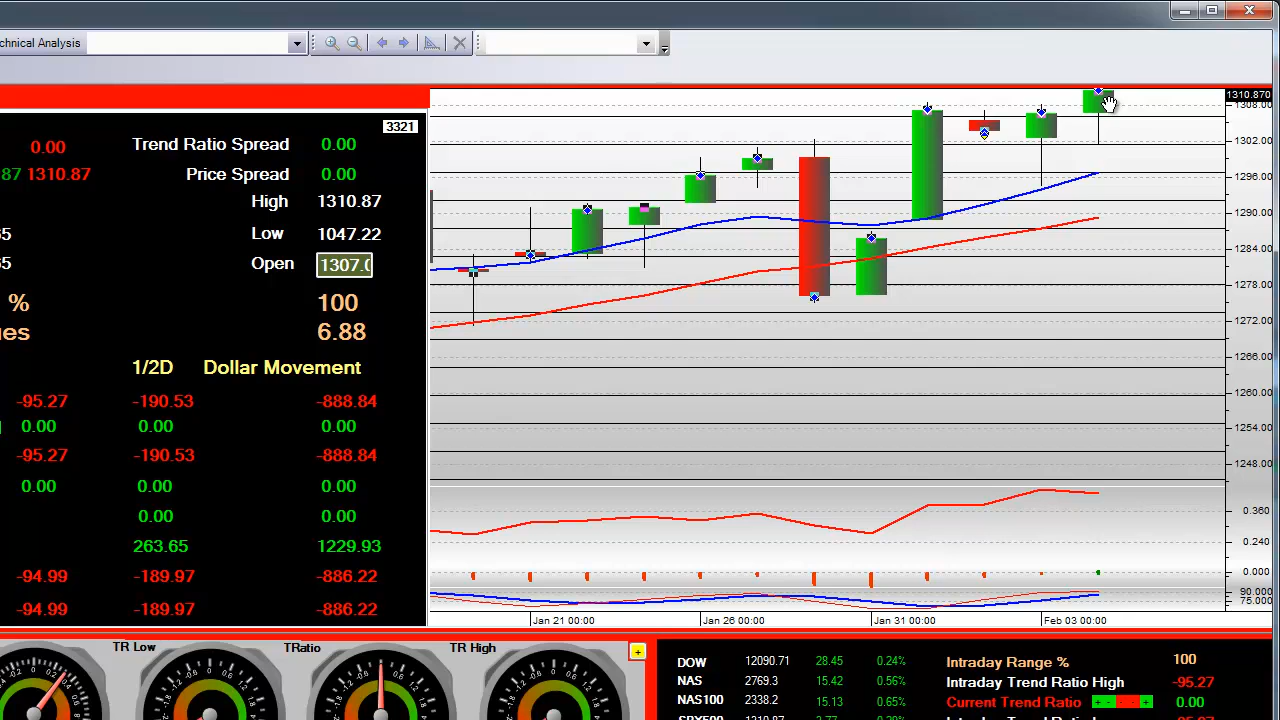 chnical Analysis
3321
0.00 Trend Ratio Spread 0.00
87 1310.87 Price Spread 0.00
High 1310.87
35 Low 1047.22
35 Open 1307.0
% 100
ues 6.88
1/2D Dollar Movement
-95.27 -190.53 -888.84
0.00 0.00 0.00
-95.27 -190.53 -888.84
0.00 0.00 0.00
0.00 0.00
263.65 1229.93
-94.99 -189.97 -886.22
-94.99 -189.97 -886.22
1310.870
1308.00
1302.00
1296.00
1290.00
1284.00
1278.00
1272.00
1266.00
1260.00
1254.00
1248.00
0.360
0.240
0.000
90.000
75.000
Jan 21 00:00 Jan 26 00:00 Jan 31 00:00 Feb 03 00:00
TR Low TRatio TR High +
DOW 12090.71 28.45 0.24% Intraday Range % 100
NAS 2769.3 15.42 0.56% Intraday Trend Ratio High -95.27
NAS100 2338.2 15.13 0.65% Current Trend Ratio 0.00